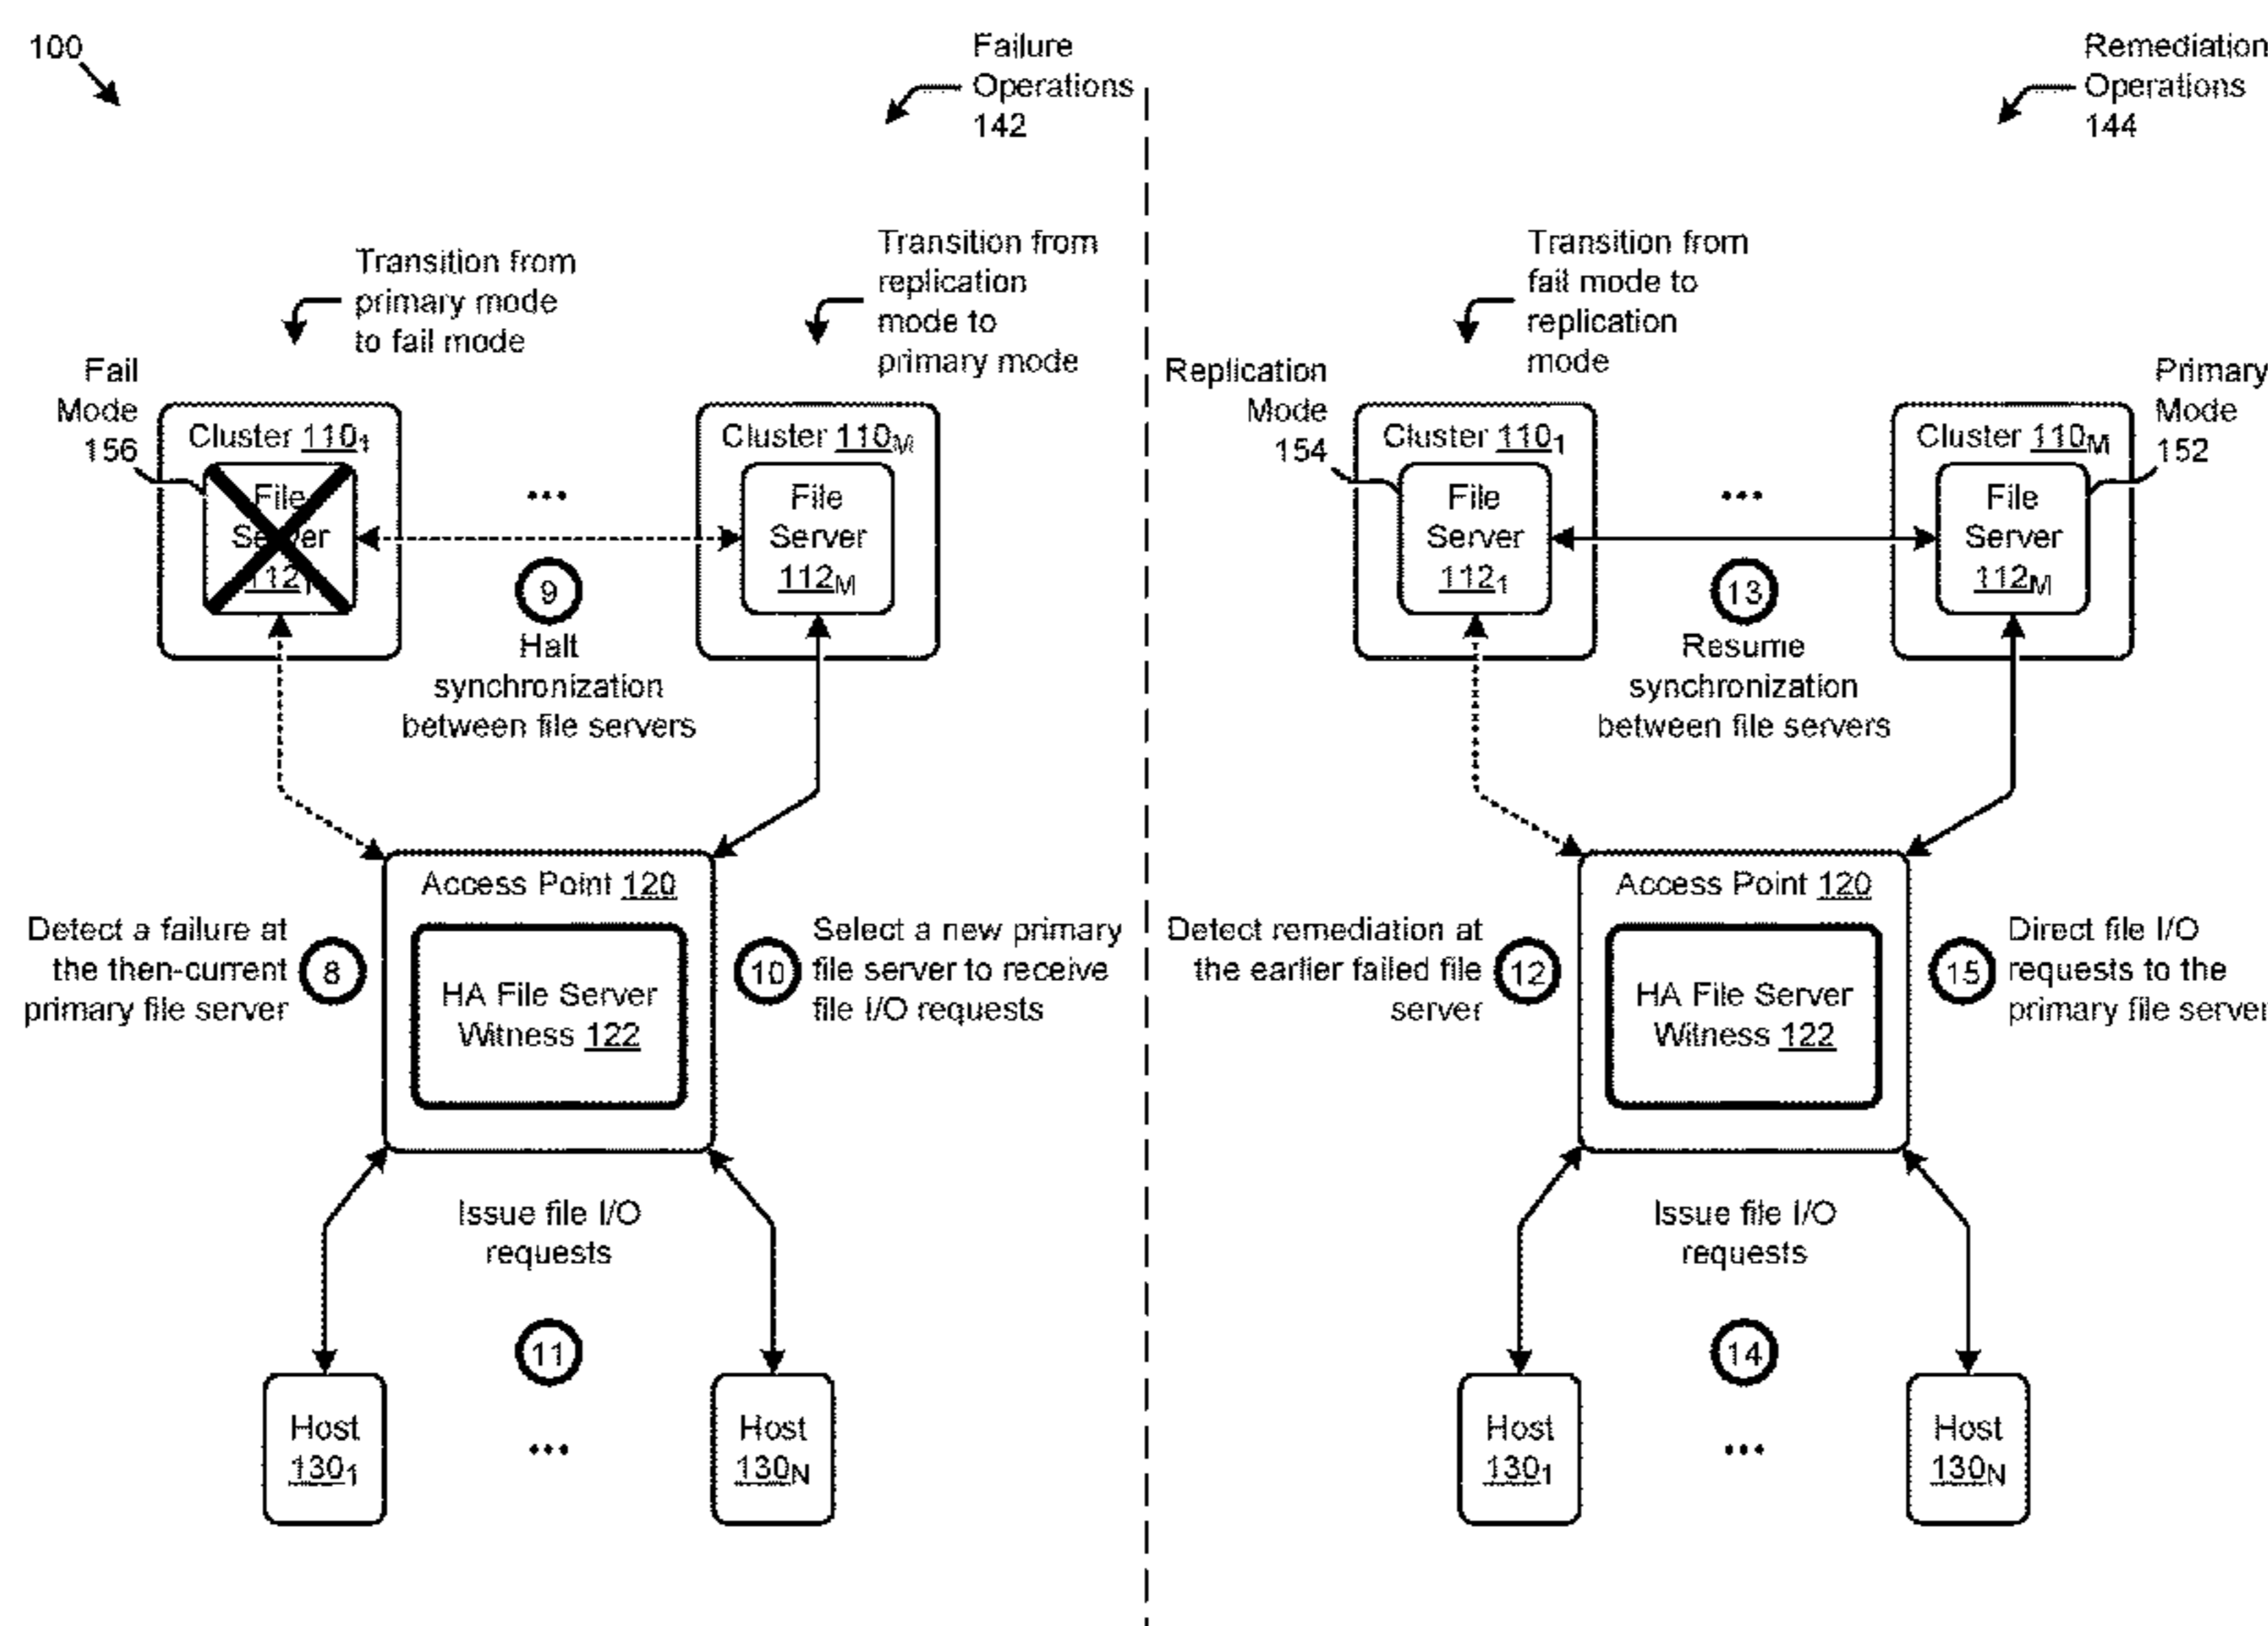 100
Failure
Operations
142
Transition from
primary mode
to fail mode
Transition from
replication
mode to
primary mode
Fail
Mode
156
Cluster 110₁
File
Server
112₁
...
Cluster 110M
File
Server
112M
9
Halt
synchronization
between file servers
Access Point 120
HA File Server
Witness 122
Detect a failure at
the then-current
primary file server
8
10
Select a new primary
file server to receive
file I/O requests
Issue file I/O
requests
11
Host
130₁
...
Host
130N
Remediation
Operations
144
Transition from
fail mode to
replication
mode
Replication
Mode
154
Primary
Mode
152
Cluster 110₁
File
Server
112₁
...
Cluster 110M
File
Server
112M
13
Resume
synchronization
between file servers
Access Point 120
HA File Server
Witness 122
Detect remediation at
the earlier failed file
server
12
15
Direct file I/O
requests to the
primary file server
Issue file I/O
requests
14
Host
130₁
...
Host
130N